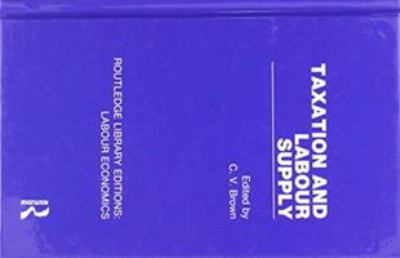 TAXATION AND
LABOUR
SUPPLY
Edited by
C. V. Brown
ROUTLEDGE LIBRARY EDITIONS:
LABOUR ECONOMICS
ROUTLEDGE